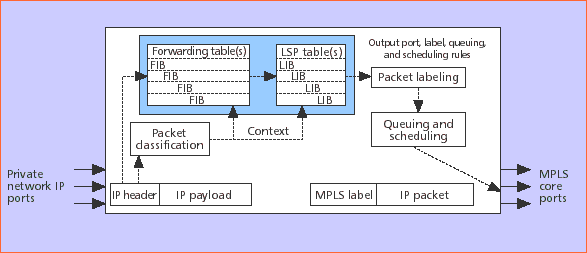 Forwarding table(s)
FIB
FIB
FIB
FIB
LSP table(s)
LIB
LIB
LIB
LIB
Output port, label, queuing,
and scheduling rules
Packet labeling
Queuing and
scheduling
Packet
classification
Context
Private
network IP
ports
IP header
IP payload
MPLS label
IP packet
MPLS
core
ports